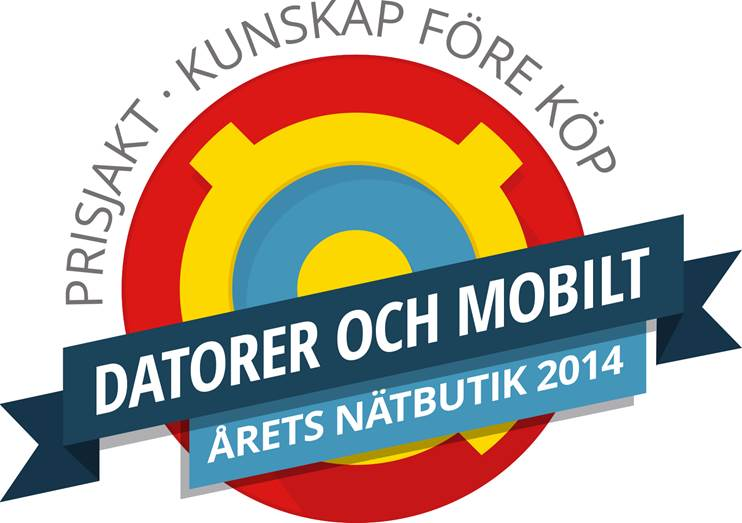 PRISJAKT · KUNSKAP FÖRE KÖP
DATORER OCH MOBILT
ÅRETS NÄTBUTIK 2014